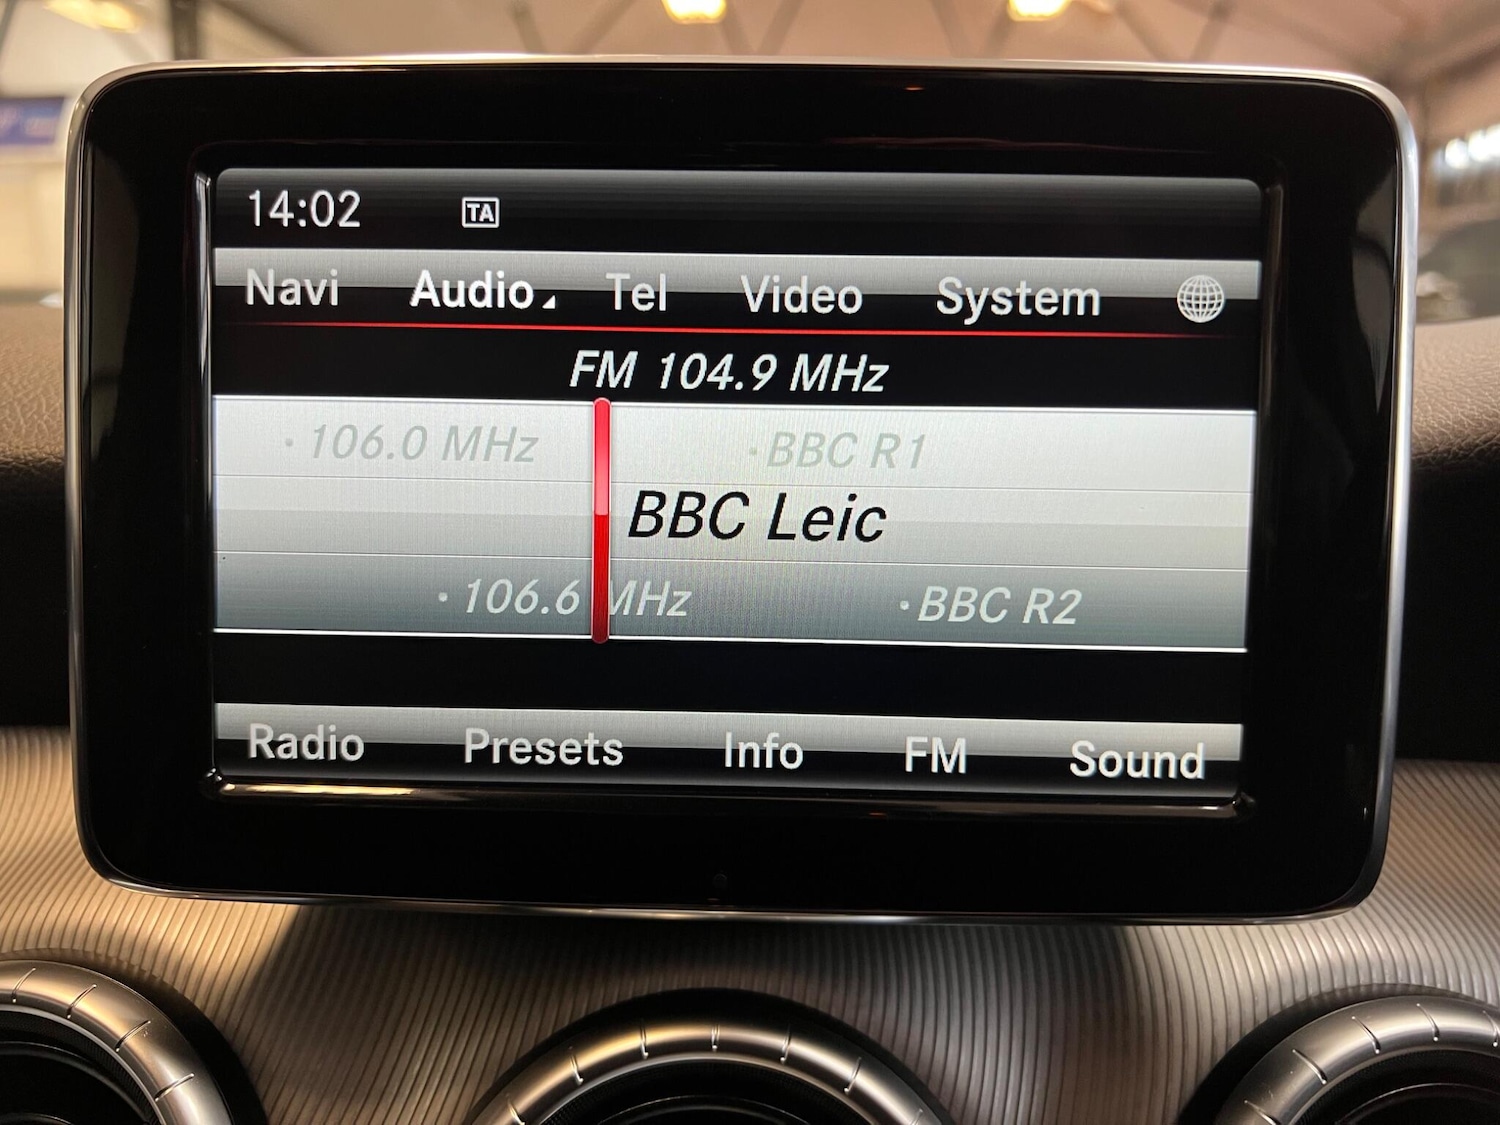 14:02 TA
Navi Audio Tel Video System
FM 104.9 MHz
· 106.0 MHz · BBC R1
BBC Leic
· 106.6 MHz · BBC R2
Radio Presets Info FM Sound